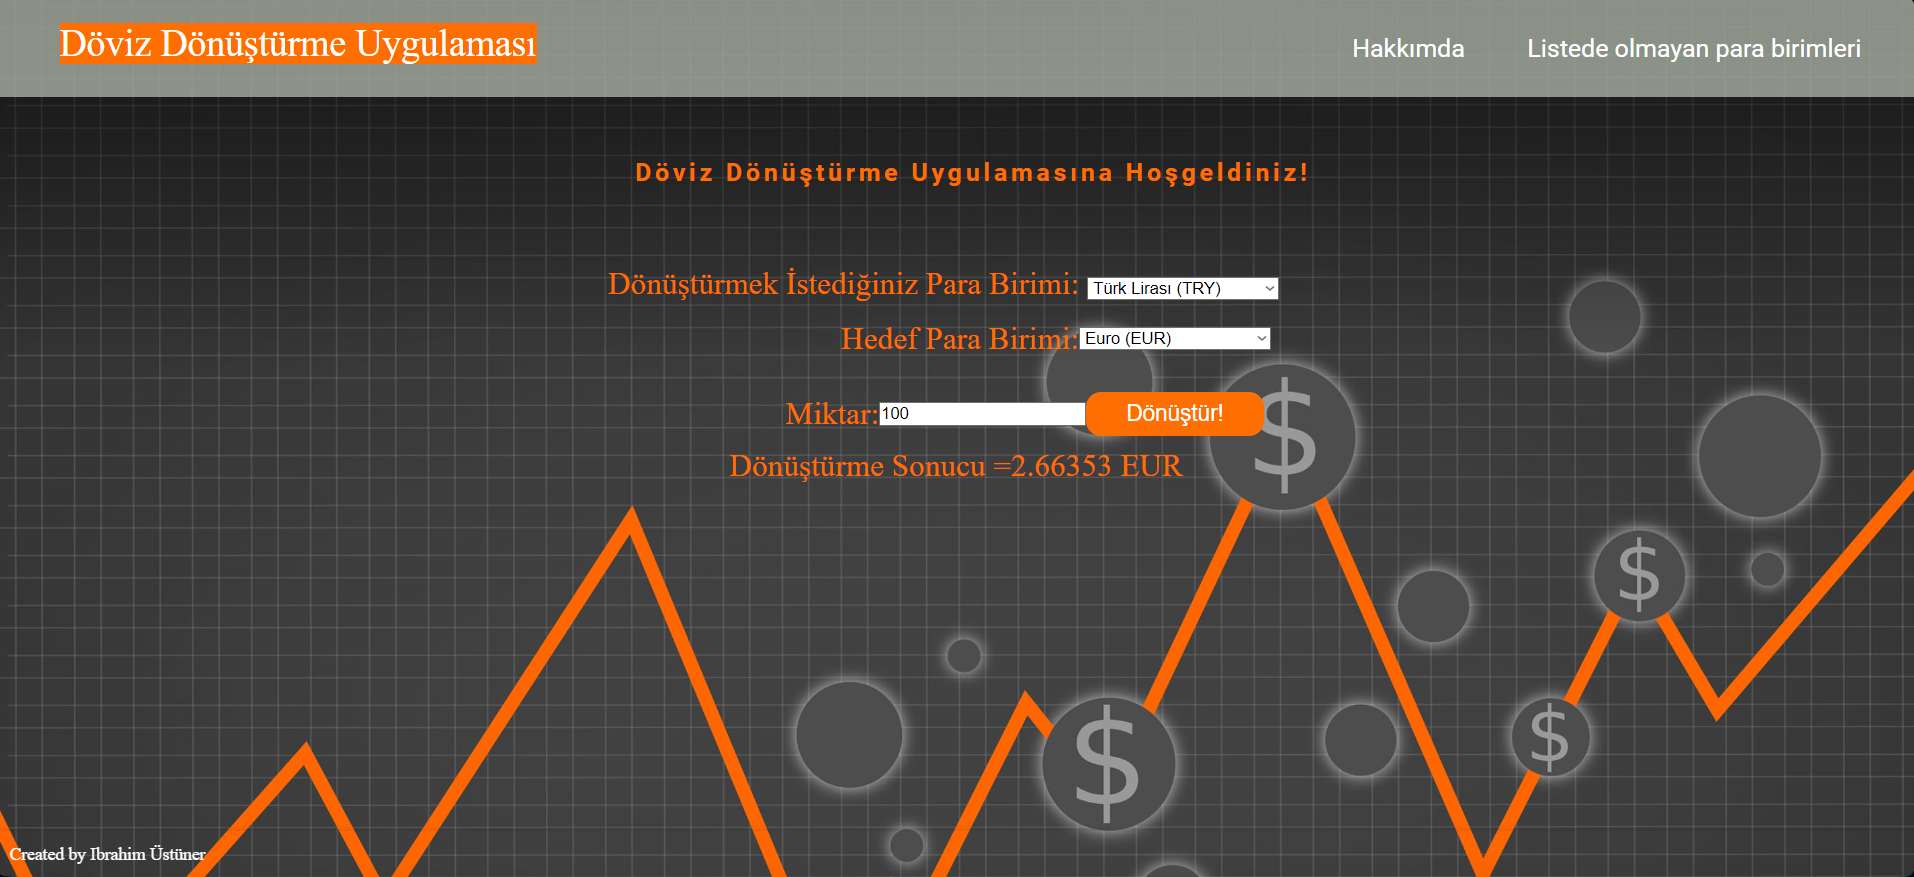 Döviz Dönüştürme Uygulaması
Hakkımda
Listede olmayan para birimleri
Döviz Dönüştürme Uygulamasına Hoşgeldiniz!
Dönüştürmek İstediğiniz Para Birimi: Türk Lirası (TRY)
Hedef Para Birimi: Euro (EUR)
Miktar: 100 Dönüştür!
Dönüştürme Sonucu =2.66353 EUR
$
$
$
$
Created by Ibrahim Üstüner